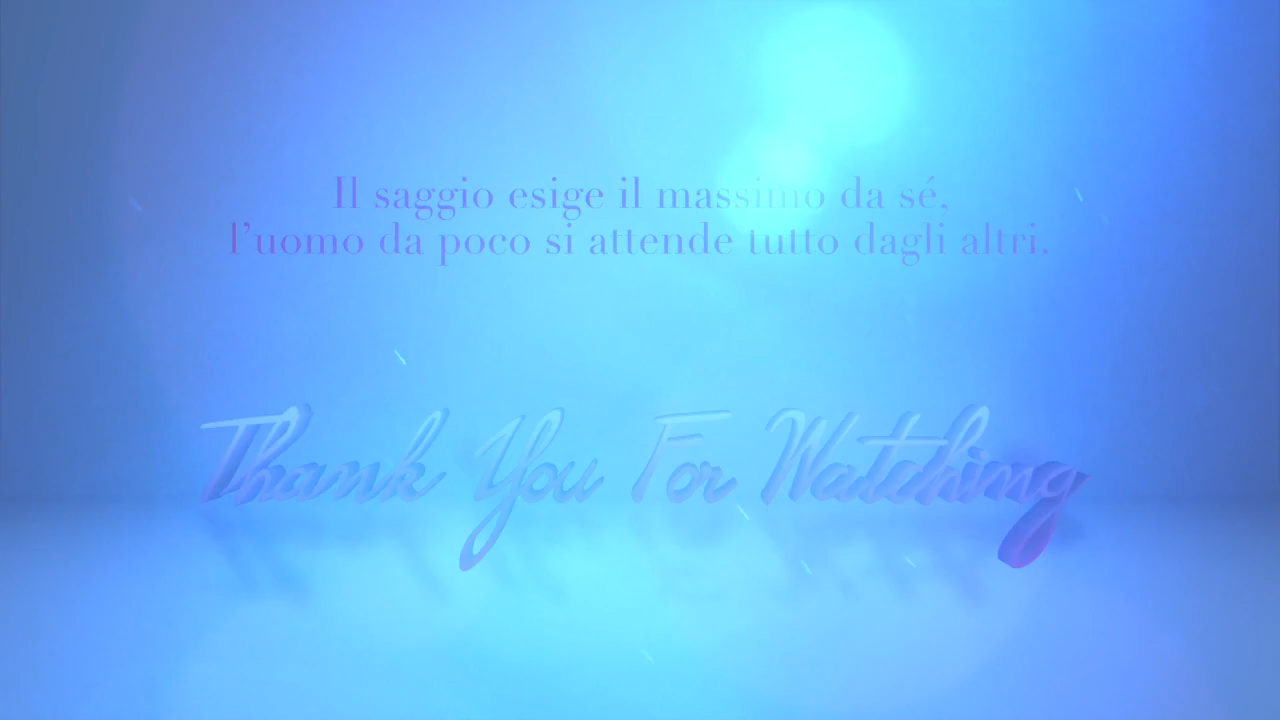 Il saggio esige il massimo da sé,
l’uomo da poco si attende tutto dagli altri.
Thank You For Watching